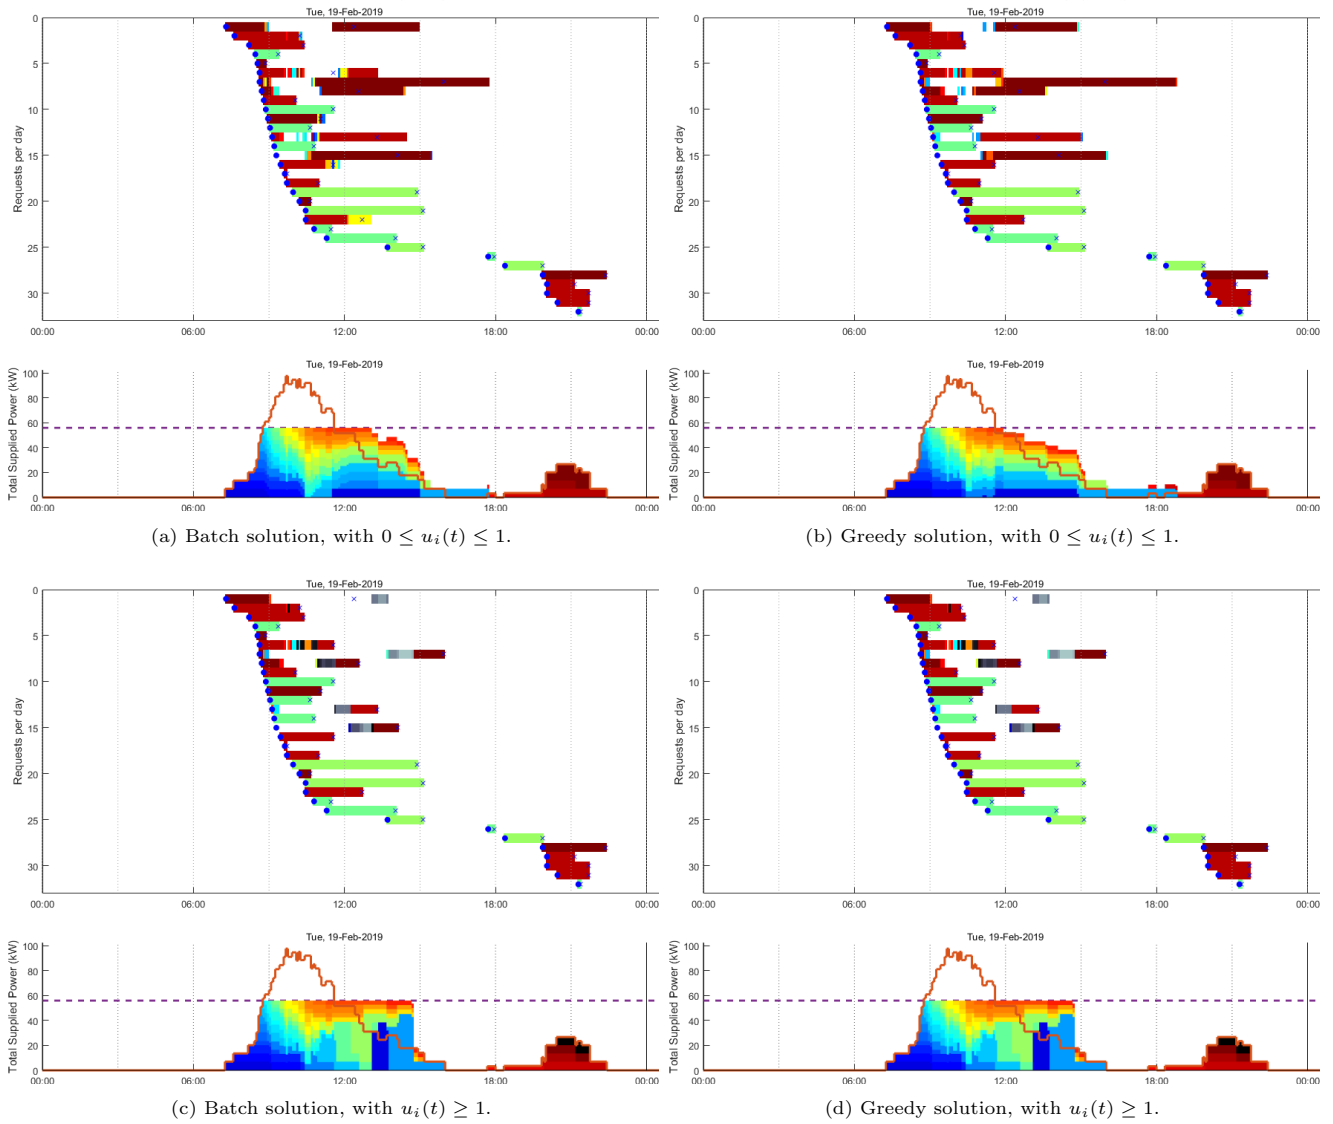 Tue, 19-Feb-2019
0
5
10
15
20
25
30
Requests per day
00:00 06:00 12:00 18:00 00:00
Tue, 19-Feb-2019
100
80
60
40
20
0
Total Supplied Power (kW)
00:00 06:00 12:00 18:00 00:00
(a) Batch solution, with 0 ≤ u_i(t) ≤ 1.
Tue, 19-Feb-2019
0
5
10
15
20
25
30
Requests per day
00:00 06:00 12:00 18:00 00:00
Tue, 19-Feb-2019
100
80
60
40
20
0
Total Supplied Power (kW)
00:00 06:00 12:00 18:00 00:00
(b) Greedy solution, with 0 ≤ u_i(t) ≤ 1.
Tue, 19-Feb-2019
0
5
10
15
20
25
30
Requests per day
00:00 06:00 12:00 18:00 00:00
Tue, 19-Feb-2019
100
80
60
40
20
0
Total Supplied Power (kW)
00:00 06:00 12:00 18:00 00:00
(c) Batch solution, with u_i(t) ≥ 1.
Tue, 19-Feb-2019
0
5
10
15
20
25
30
Requests per day
00:00 06:00 12:00 18:00 00:00
Tue, 19-Feb-2019
100
80
60
40
20
0
Total Supplied Power (kW)
00:00 06:00 12:00 18:00 00:00
(d) Greedy solution, with u_i(t) ≥ 1.